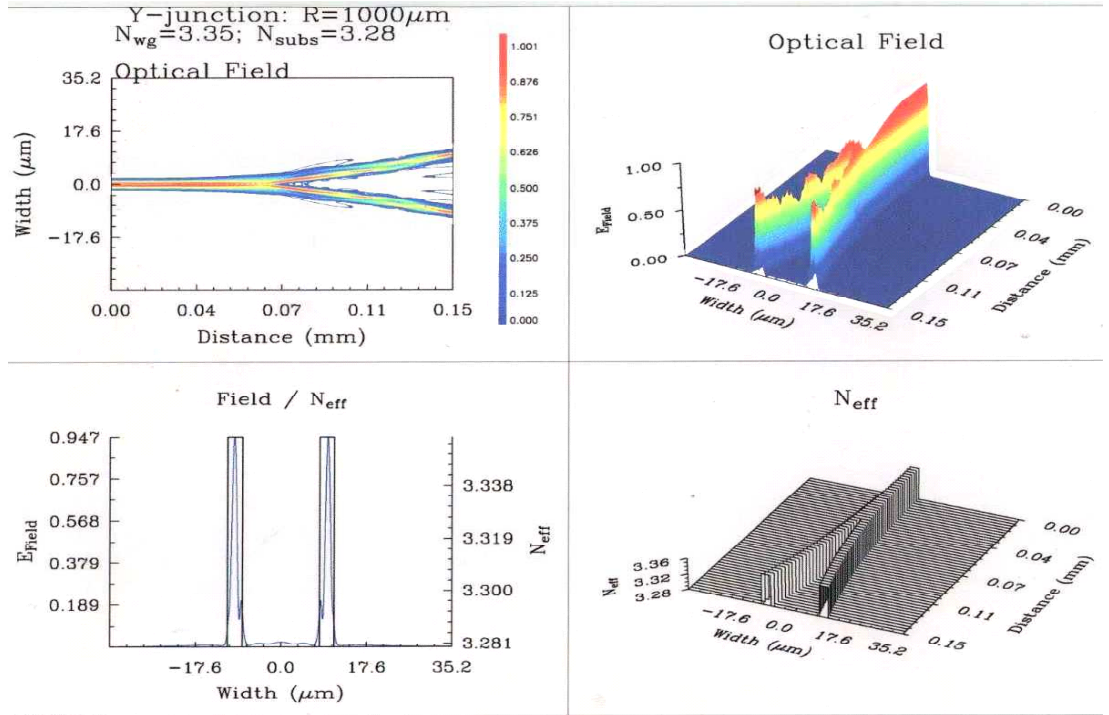 Y-junction: R=1000μm
N_wg=3.35; N_subs=3.28
Optical Field
35.2
17.6
0.0
−17.6
Width (μm)
0.00 0.04 0.07 0.11 0.15
Distance (mm)
1.001
0.876
0.751
0.626
0.500
0.375
0.250
0.125
0.000
Optical Field
1.00
0.50
0.00
E_Field
−17.6 0.0 17.6 35.2
Width (μm)
0.00
0.04
0.07
0.11
0.15
Distance (mm)
Field / N_eff
0.947
0.757
0.568
0.379
0.189
E_Field
3.338
3.319
3.300
3.281
N_eff
−17.6 0.0 17.6 35.2
Width (μm)
N_eff
3.36
3.32
3.28
N_eff
−17.6 0.0 17.6 35.2
Width (μm)
0.00
0.04
0.07
0.11
0.15
Distance (mm)